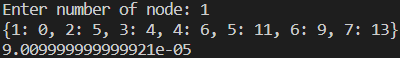 Enter number of node: 1
{1: 0, 2: 5, 3: 4, 4: 6, 5: 11, 6: 9, 7: 13}
9.009999999999921e-05